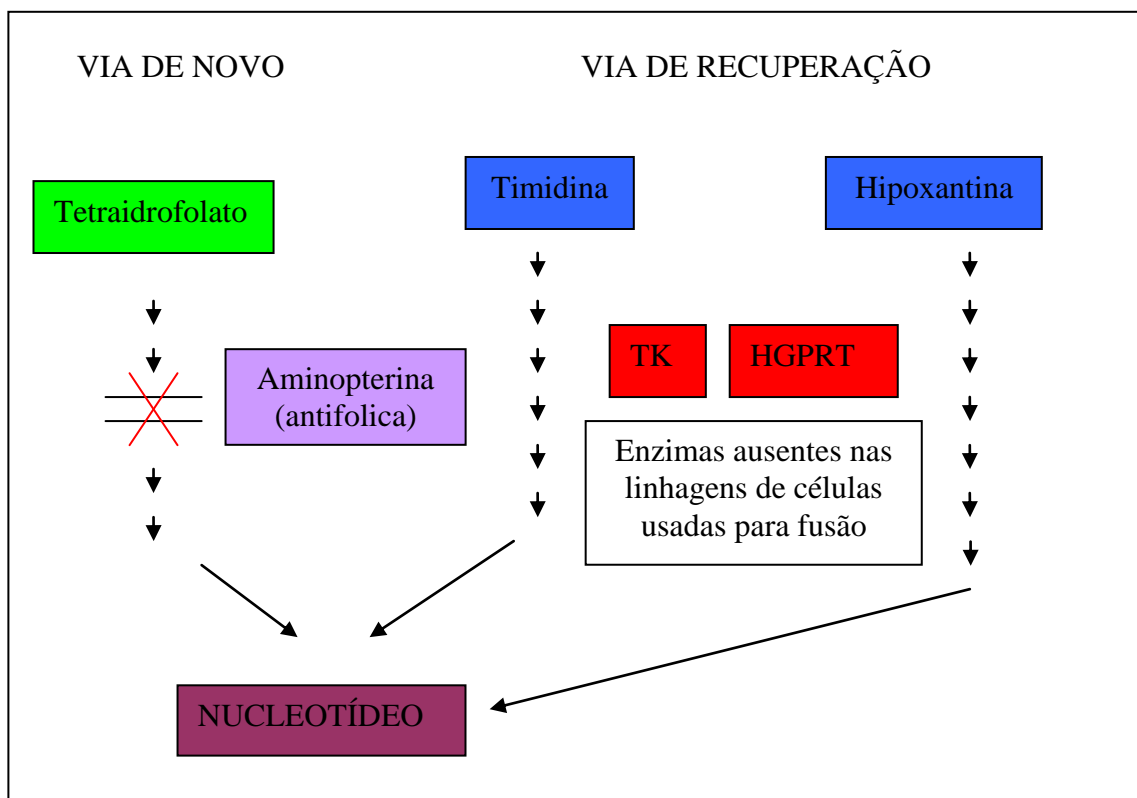 VIA DE NOVO
VIA DE RECUPERAÇÃO
Tetraidrofolato
Timidina
Hipoxantina
Aminopterina
(antifolica)
TK
HGPRT
Enzimas ausentes nas
linhagens de células
usadas para fusão
NUCLEOTÍDEO